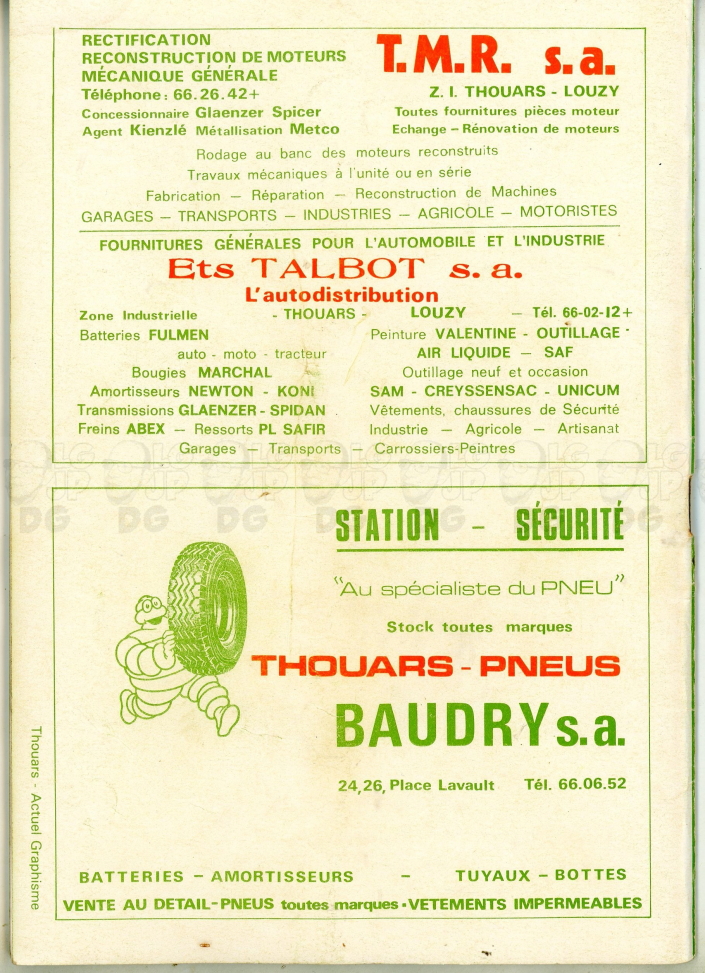 RECTIFICATION
RECONSTRUCTION DE MOTEURS
MÉCANIQUE GÉNÉRALE
Téléphone : 66.26.42+
Concessionnaire Glaenzer Spicer
Agent Kienzlé Métallisation Metco
T.M.R. s.a.
Z. I. THOUARS - LOUZY
Toutes fournitures pièces moteur
Echange – Rénovation de moteurs
Rodage au banc des moteurs reconstruits
Travaux mécaniques à l'unité ou en série
Fabrication – Réparation – Reconstruction de Machines
GARAGES – TRANSPORTS – INDUSTRIES – AGRICOLE – MOTORISTES
FOURNITURES GÉNÉRALES POUR L'AUTOMOBILE ET L'INDUSTRIE
Ets TALBOT s. a.
L'autodistribution
Zone Industrielle - THOUARS - LOUZY – Tél. 66-02-12+
Batteries FULMEN
auto - moto - tracteur
Bougies MARCHAL
Amortisseurs NEWTON - KONI
Transmissions GLAENZER - SPIDAN
Freins ABEX – Ressorts PL SAFIR
Peinture VALENTINE - OUTILLAGE
AIR LIQUIDE – SAF
Outillage neuf et occasion
SAM - CREYSSENSAC - UNICUM
Vêtements, chaussures de Sécurité
Industrie – Agricole – Artisanat
Garages – Transports – Carrossiers-Peintres
STATION – SÉCURITÉ
"Au spécialiste du PNEU"
Stock toutes marques
THOUARS - PNEUS
BAUDRY s.a.
24,26, Place Lavault Tél. 66.06.52
BATTERIES – AMORTISSEURS – TUYAUX – BOTTES
VENTE AU DETAIL-PNEUS toutes marques - VETEMENTS IMPERMEABLES
Thouars - Actuel Graphisme